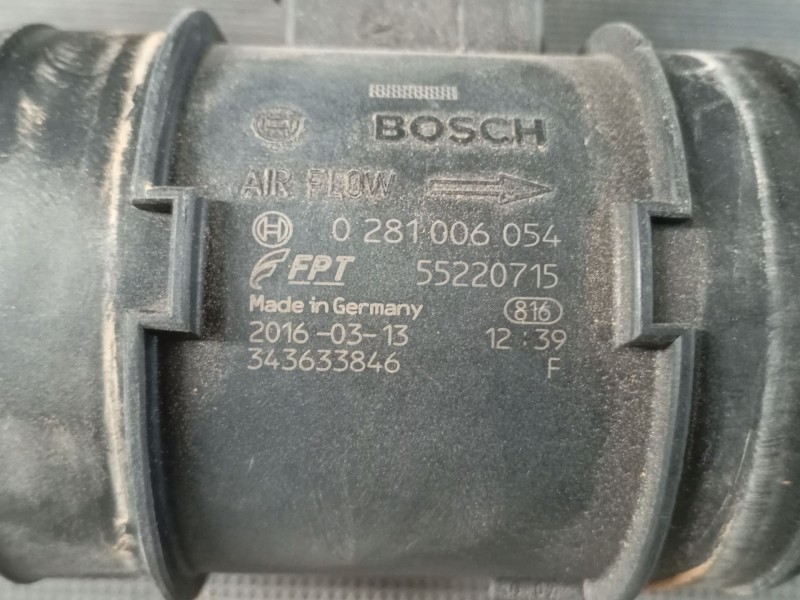 BOSCH
AIR FLOW
0 281 006 054
FPT 55220715
Made in Germany 816
2016-03-13 12:39
343633846 F